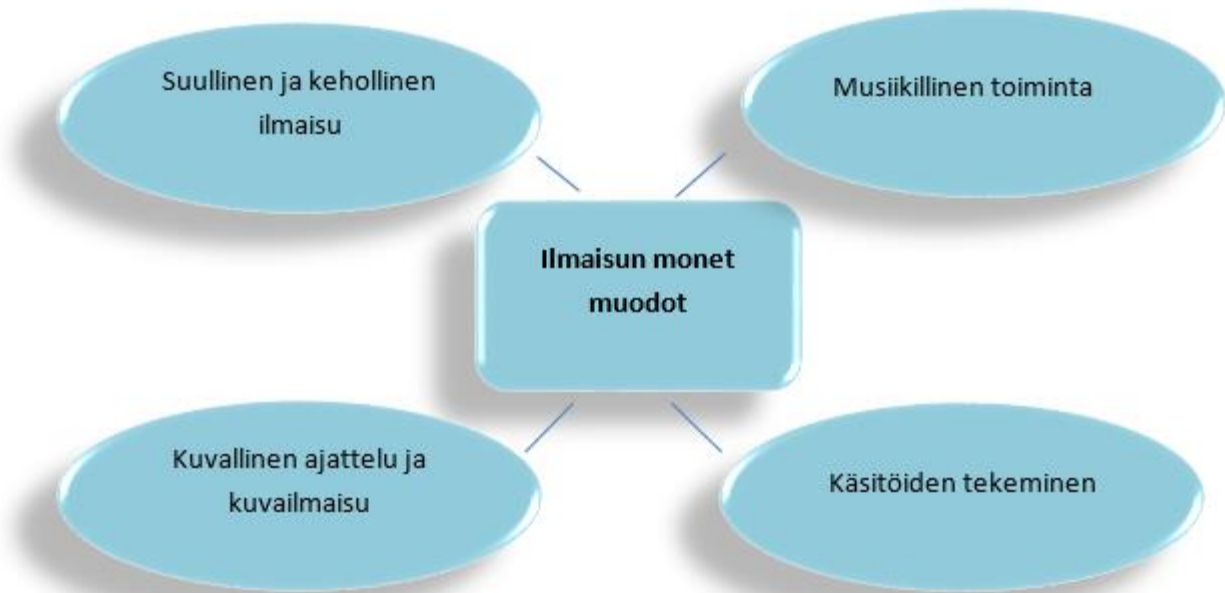 Suullinen ja kehollinen
ilmaisu
Musiikillinen toiminta
Ilmaisun monet
muodot
Kuvallinen ajattelu ja
kuvailmaisu
Käsitöiden tekeminen